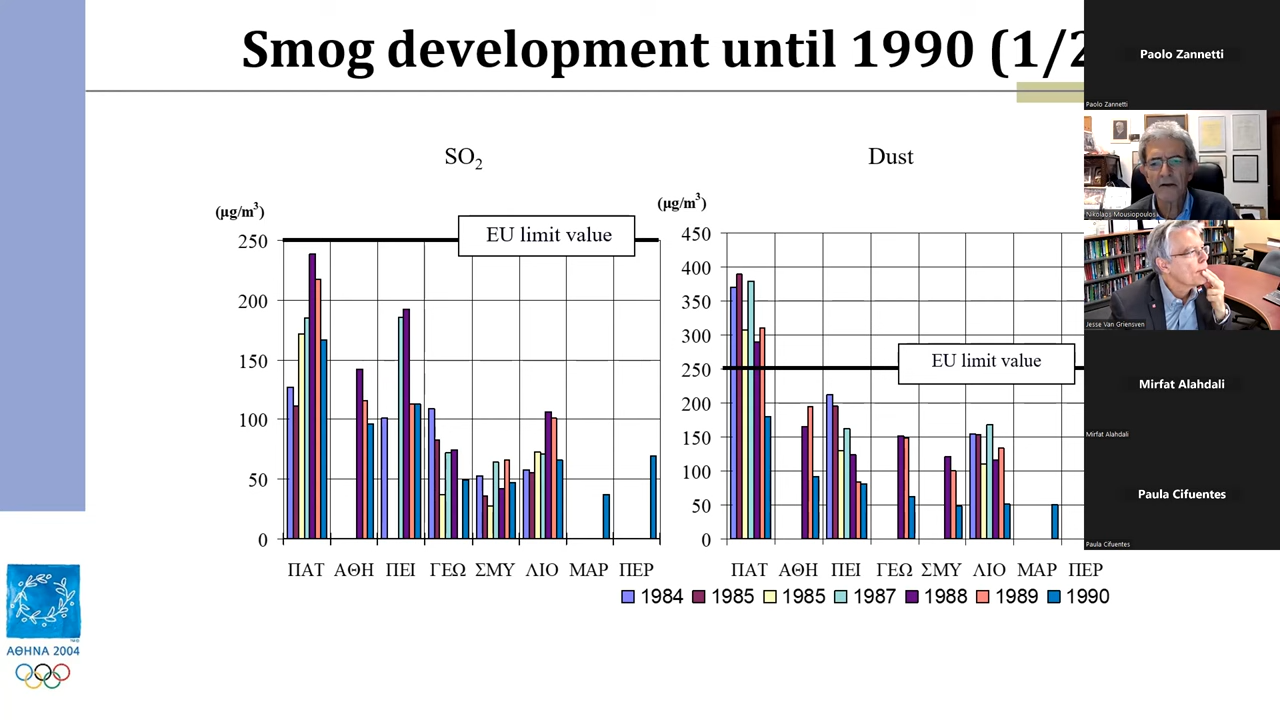 Smog development until 1990 (1/2
SO2
(μg/m3)
EU limit value
250
200
150
100
50
0
ΠΑΤ ΑΘΗ ΠΕΙ ΓΕΩ ΣΜΥ ΛΙΟ ΜΑΡ ΠΕΡ
Dust
(μg/m3)
450
400
350
300
250
200
150
100
50
0
EU limit value
ΠΑΤ ΑΘΗ ΠΕΙ ΓΕΩ ΣΜΥ ΛΙΟ ΜΑΡ ΠΕΡ
1984 1985 1985 1987 1988 1989 1990
ΑΘΗΝΑ 2004
Paolo Zannetti
Paolo Zannetti
Nikolaos Mousiopoulos
Jesse Van Griensven
Mirfat Alahdali
Mirfat Alahdali
Paula Cifuentes
Paula Cifuentes